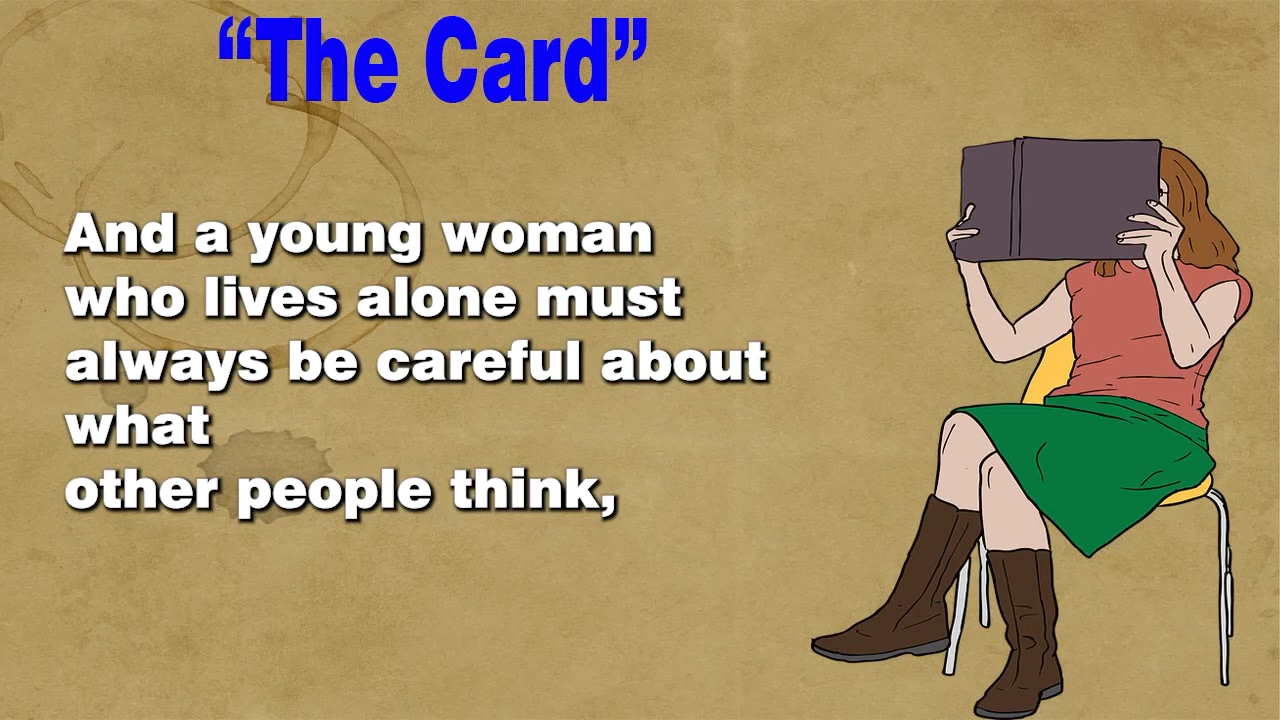 “The Card”
And a young woman
who lives alone must
always be careful about
what
other people think,